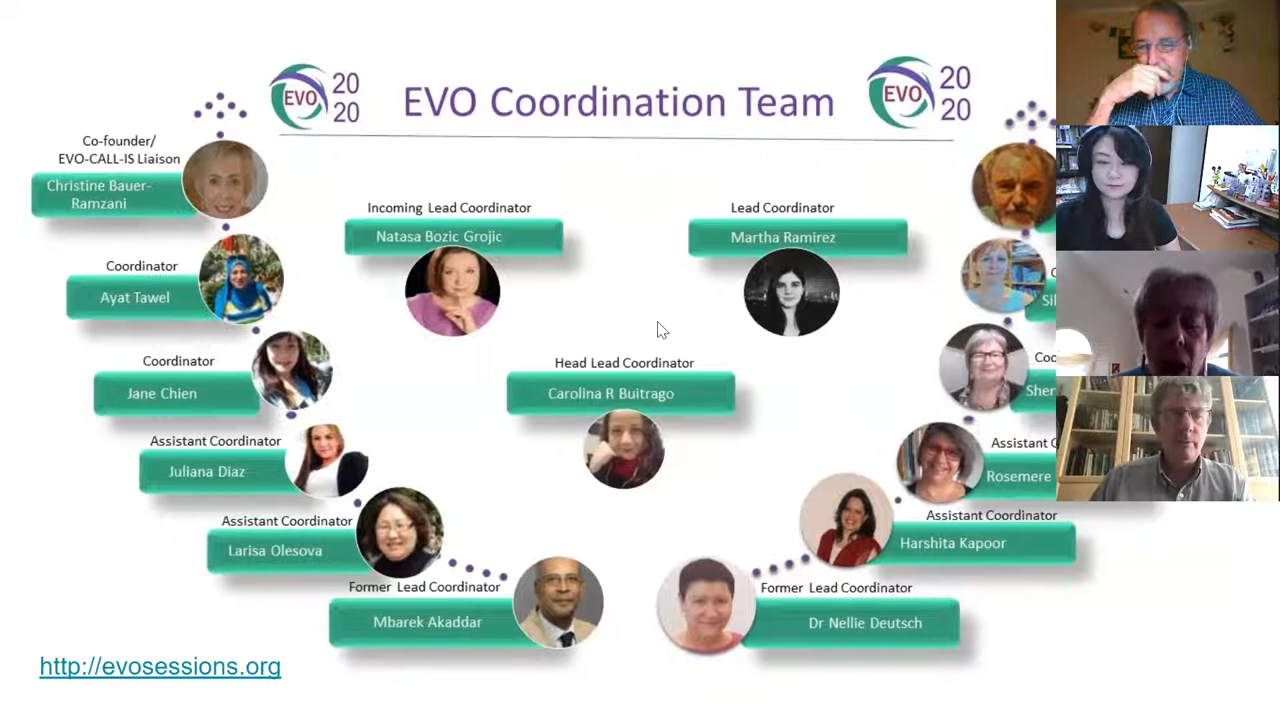 EVO
20
20
EVO Coordination Team
EVO
20
20
Co-founder/
EVO-CALL-IS Liaison
Christine Bauer-
Ramzani
Incoming Lead Coordinator
Natasa Bozic Grojic
Lead Coordinator
Martha Ramirez
Coordinator
Ayat Tawel
Coordinator
Jane Chien
Head Lead Coordinator
Carolina R Buitrago
Assistant Coordinator
Juliana Diaz
Assistant
Rosemere
Assistant Coordinator
Larisa Olesova
Assistant Coordinator
Harshita Kapoor
Former Lead Coordinator
Mbarek Akaddar
Former Lead Coordinator
Dr Nellie Deutsch
http://evosessions.org